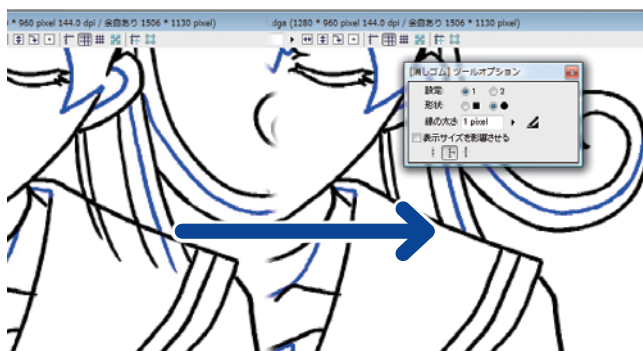 * 960 pixel 144.0 dpi / 余白あり 1506 * 1130 pixel)
.dga (1280 * 960 pixel 144.0 dpi / 余白あり 1506 * 1130 pixel)
[消しゴム] ツールオプション
設定: 1 2
形状:
線の太さ: 1 pixel
表示サイズを影響させる